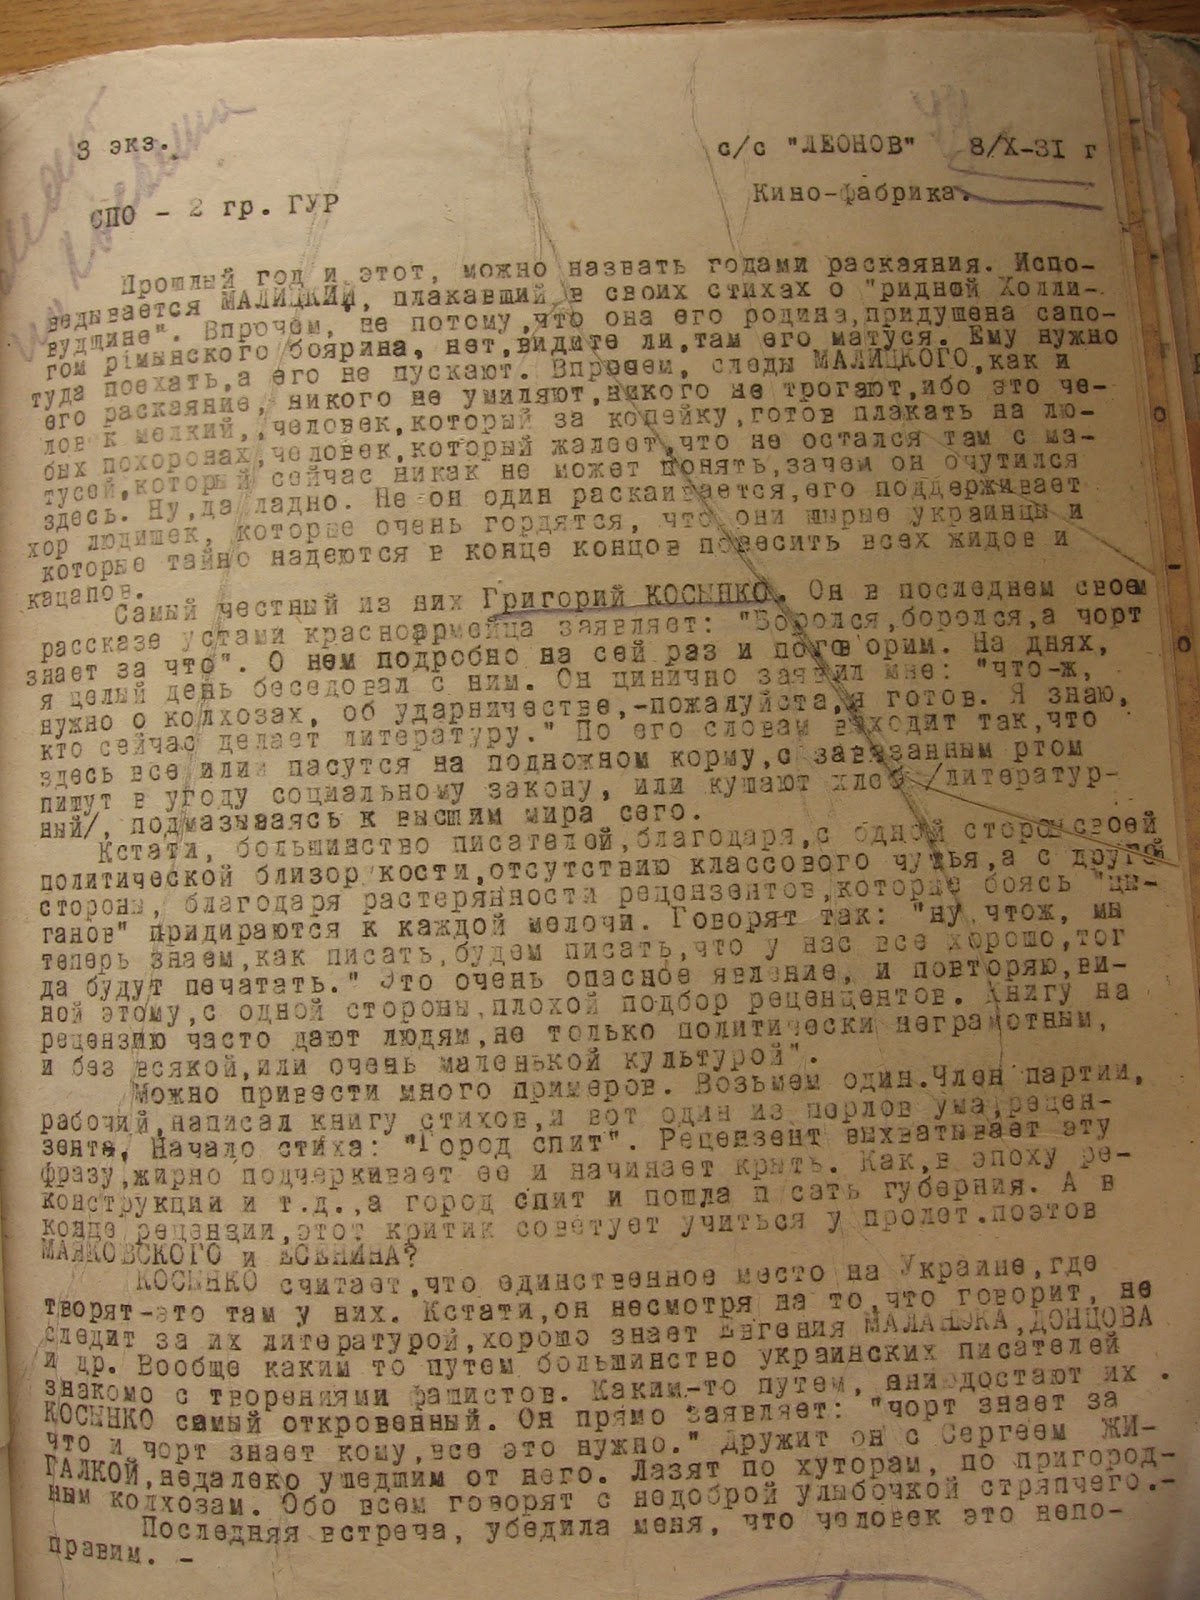 3 экз.
с/с "ЛЕОНОВ" 8/X-31 г
Кино-фабрика.
СПО - 2 гр. ГУР
Прошлый год и этот, можно назвать годами раскаяния. Испо-
ведывается МАЛИЦКИЙ, плакавший в своих стихах о "ридной Холли-
вудщине". Впрочем, не потому,что она его родина,придушена сапо-
гом рiмынского боярина, нет,видите ли,там его матуся. Ему нужно
туда поехать,а его не пускают. Впрочем, следы МАЛИЦКОГО,как и
его раскаяние, никого не умиляют,никого не трогают,ибо это че-
лов к мелкий,,человек,который за копейку,готов плакать на лю-
бых похоронах,человек,который жалеет,что не остался там с ма-
тусей,который сейчас никак не может понять,зачем он очутился
здесь. Ну,да ладно. Не он один раскаивается,его поддерживает
хор людишек, которые очень гордятся, что они щырые украинцы и
которые тайно надеются в конце концов повесить всех жидов и
кацапов.
Самый честный из них Григорий КОСЫНКО. Он в последнем своем
рассказе устами красноармейца заявляет: "Боролся,боролся,а чорт
знает за что". О нем подробно на сей раз и поговорим. На днях,
я целый день беседовал с ним. Он цинично заявил мне: "что-ж,
нужно о колхозах, об ударничестве,-пожалуйста,я готов. Я знаю,
кто сейчас делает литературу." По его словам выходит так,что
здесь все илии пасутся на подножном корму,с завязанным ртом
пишут в угоду социальному закону, или кушают хлеб /литератур-
ный/, подмазываясь к высшим мира сего.
Кстати, большинство писателей,благодаря,с одной сторон своей
политической близор кости,отсутствию классового чутья,а с другой
стороны, благодаря растерянности рецензентов,которые боясь "цы-
ганов" придираются к каждой мелочи. Говорят так: "ну чтож, мы
теперь знаем,как писать,будем писать,что у нас все хорошо,тог
да будут печатать." Это очень опасное явление, и повторяю,ви-
ной этому,с одной стороны,плохой подбор реценцентов. Книгу на
рецензию часто дают людям,не только политически неграмотным,
и без всякой,или очень маленькой культурой".
Можно привести много примеров. Возьмем один.Член партии,
рабочий,написал книгу стихов,и вот один из перлов ума,рецен-
зента, Начало стиха: "Город спит". Рецензент выхватывает эту
фразу,жирно подчеркивает ее и начинает крыть. Как,в эпоху ре-
конструкции и т.д.,а город спит и пошла п сать губерния. А в
конце рецензии,этот критик советует учиться у пролет.поэтов
МАЯКОВСКОГО и ЕСЕНИНА?
КОСЫНКО считает,что единственное место на Украине,где
творят-это там у них. Кстати,он несмотря на то,что говорит, не
следит за их литературой,хорошо знает Евгения МАЛАНЮКА,ДОНЦОВА
и др. Вообще каким то путем большинство украинских писателей
знакомо с творениями фашистов. Каким-то путем, они достают их .
КОСЫНКО самый откровенный. Он прямо заявляет: "чорт знает за
что и чорт знает кому,все это нужно." Дружит он с Сергеем ЖИ-
ГАЛКОЙ,недалеко ушедшим от него. Лазят по хуторам, по пригород-
ным колхозам. Обо всем говорят с недоброй улыбочкой стряпчего.-
Последняя встреча, убедила меня, что человек это непо-
правим. -